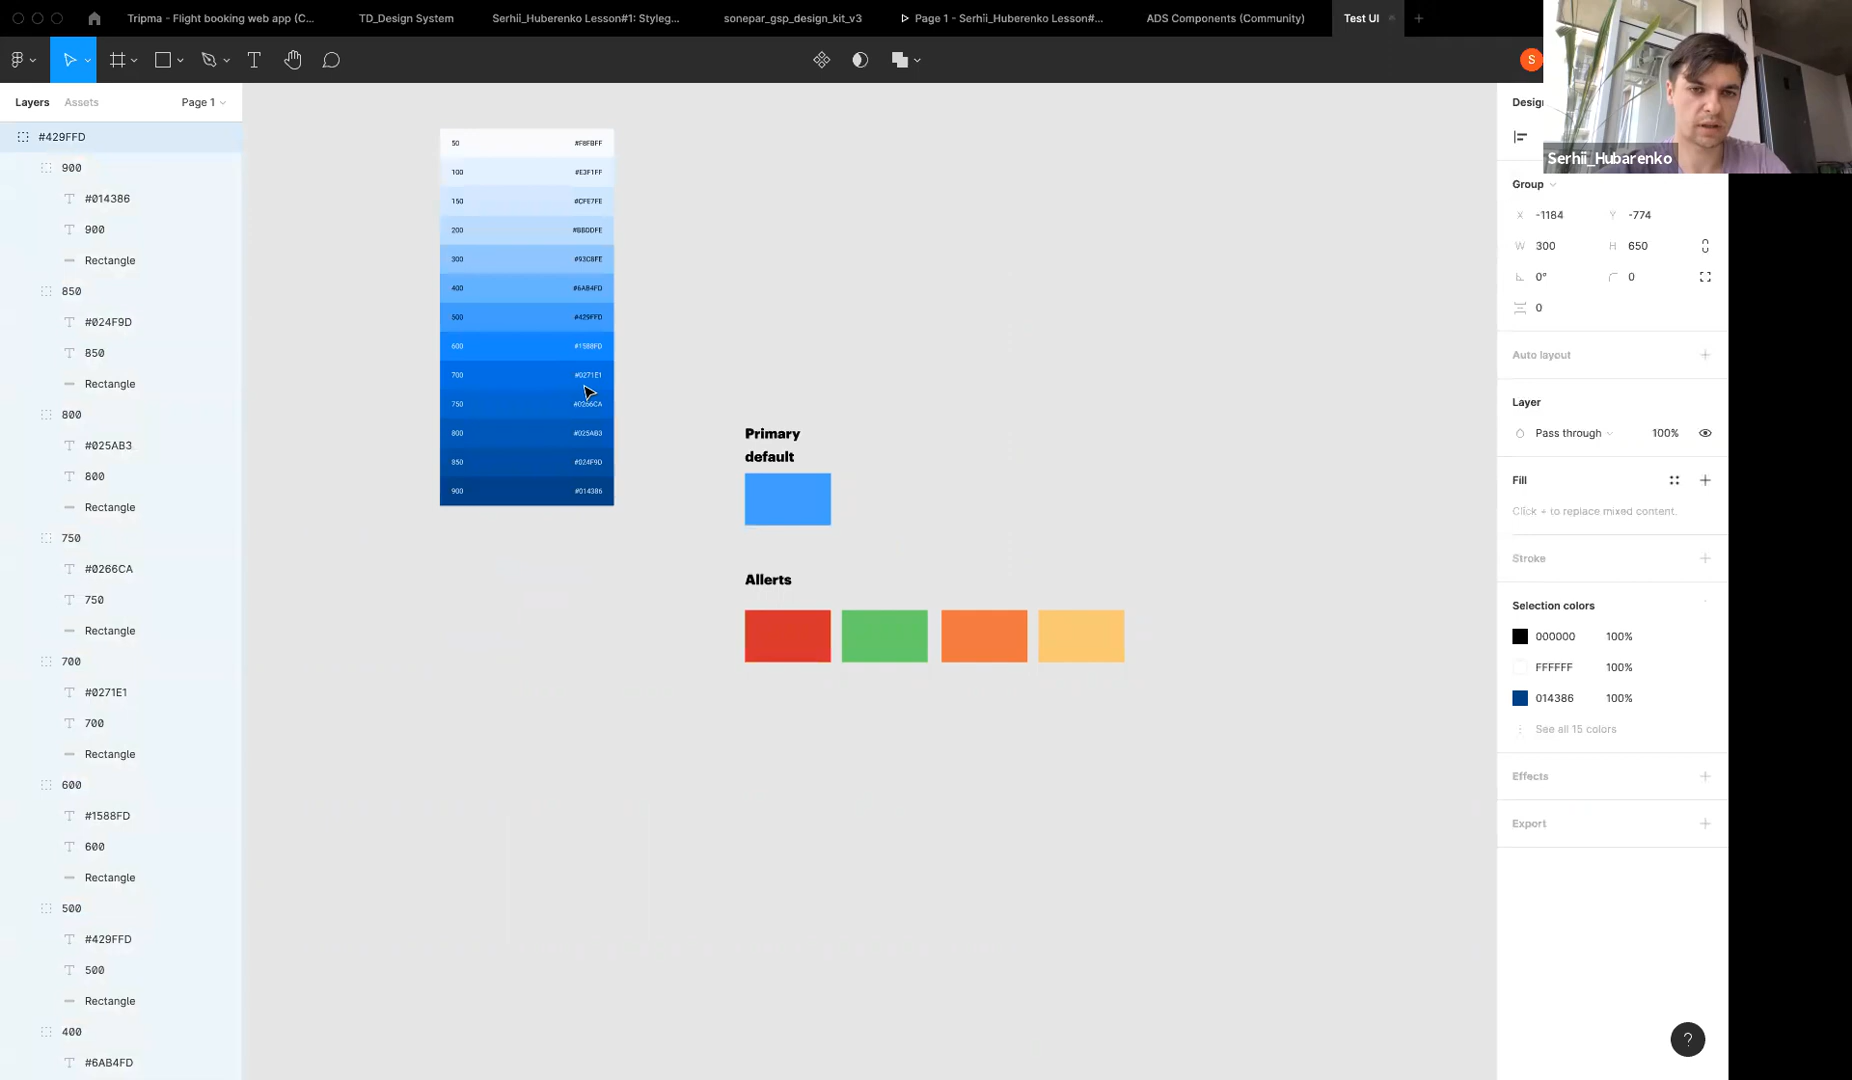 Tripma - Flight booking web app (C...
TD_Design System
Serhii_Huberenko Lesson#1: Styleg...
sonepar_gsp_design_kit_v3
Page 1 - Serhii_Huberenko Lesson#...
ADS Components (Community)
Test UI
S
Layers
Assets
Page 1
#429FFD
900
#014386
900
Rectangle
850
#024F9D
850
Rectangle
800
#025AB3
800
Rectangle
750
#0266CA
750
Rectangle
700
#0271E1
700
Rectangle
600
#1588FD
600
Rectangle
500
#429FFD
500
Rectangle
400
#6AB4FD
50 #F8FBFF
100 #E3F1FF
150 #CFE7FE
200 #BBDDFE
300 #93C8FE
400 #6AB4FD
500 #429FFD
600 #1588FD
700 #0271E1
750 #0266CA
800 #025AB3
850 #024F9D
900 #014386
Primary
default
Allerts
Serhii_Hubarenko
Design
Group
X -1184 Y -774
W 300 H 650
0° 0
0
Auto layout
Layer
Pass through 100%
Fill
Click + to replace mixed content.
Stroke
Selection colors
000000 100%
FFFFFF 100%
014386 100%
See all 15 colors
Effects
Export
?